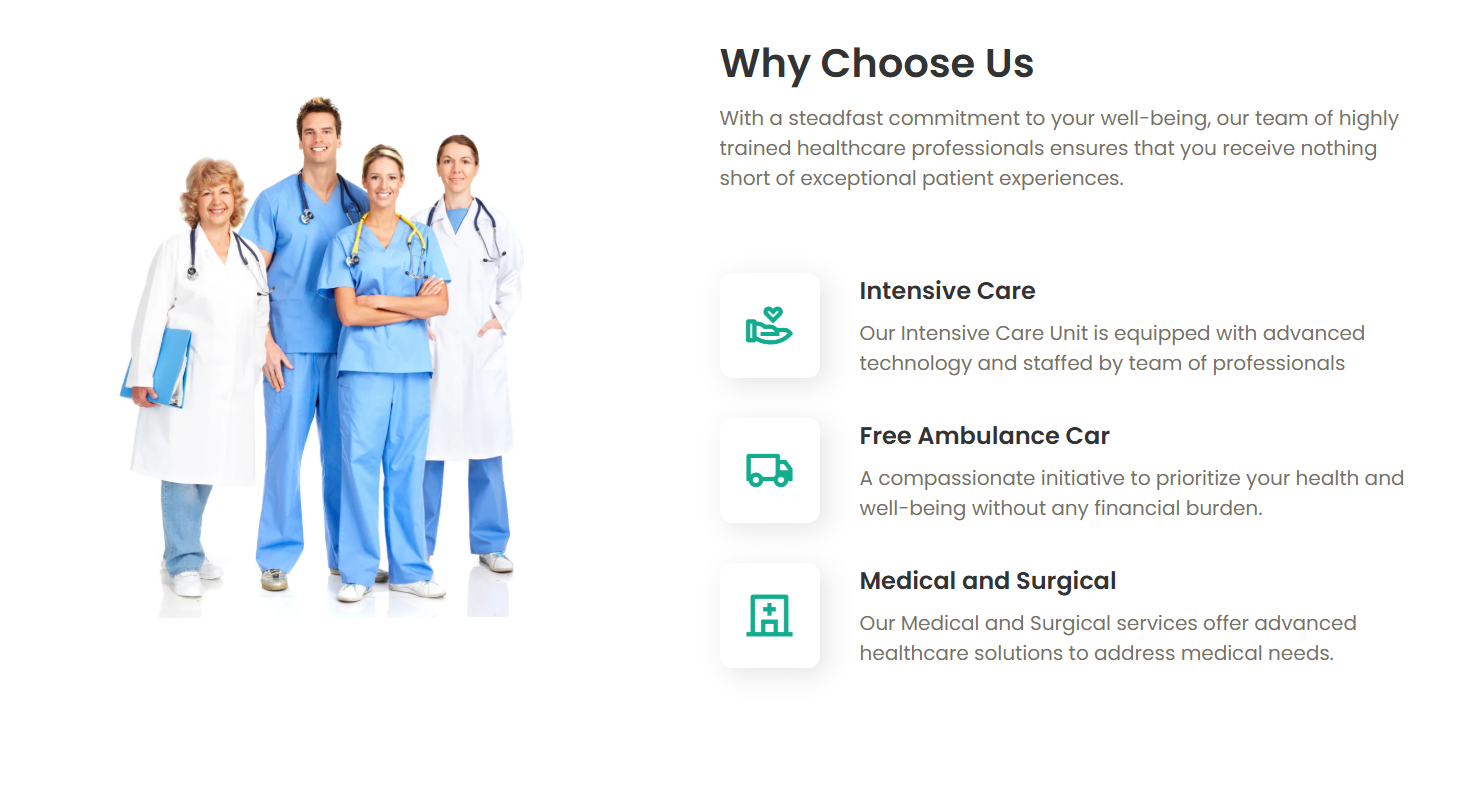 Why Choose Us
With a steadfast commitment to your well-being, our team of highly
trained healthcare professionals ensures that you receive nothing
short of exceptional patient experiences.
Intensive Care
Our Intensive Care Unit is equipped with advanced
technology and staffed by team of professionals
Free Ambulance Car
A compassionate initiative to prioritize your health and
well-being without any financial burden.
Medical and Surgical
Our Medical and Surgical services offer advanced
healthcare solutions to address medical needs.